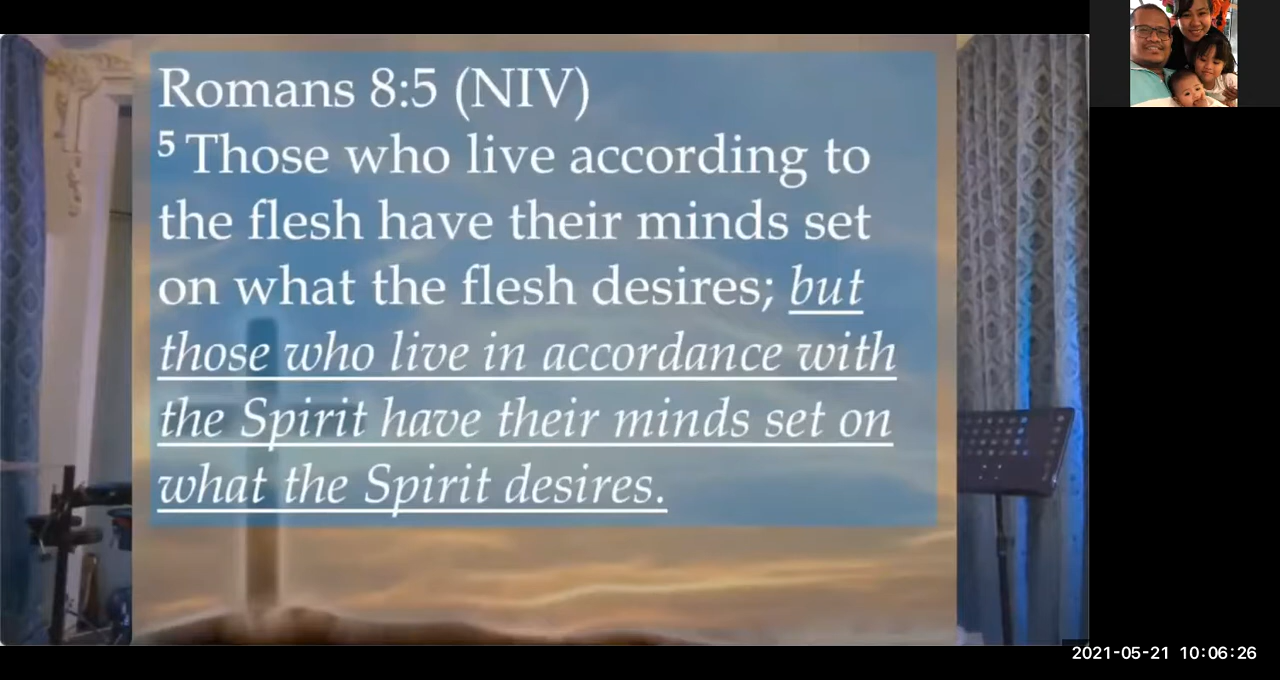 Romans 8:5 (NIV)
5 Those who live according to
the flesh have their minds set
on what the flesh desires; but
those who live in accordance with
the Spirit have their minds set on
what the Spirit desires.
2021-05-21 10:06:26